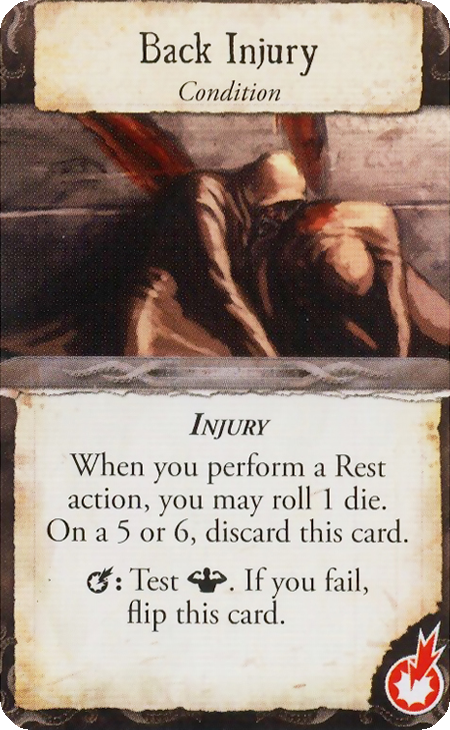 Back Injury
Condition
INJURY
When you perform a Rest
action, you may roll 1 die.
On a 5 or 6, discard this card.
: Test . If you fail,
flip this card.